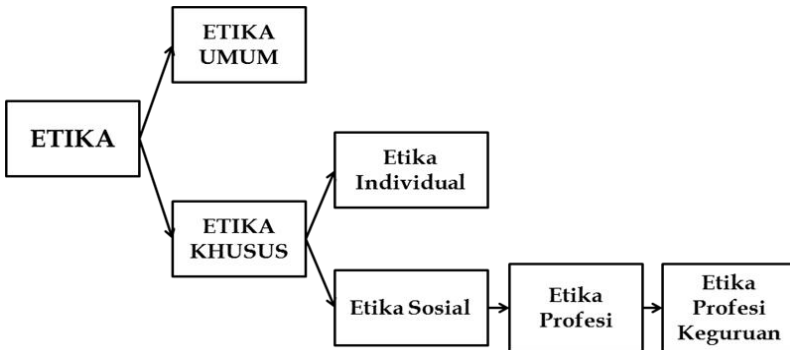 ETIKA
UMUM
ETIKA
Etika
Individual
ETIKA
KHUSUS
Etika Sosial
Etika
Profesi
Etika
Profesi
Keguruan